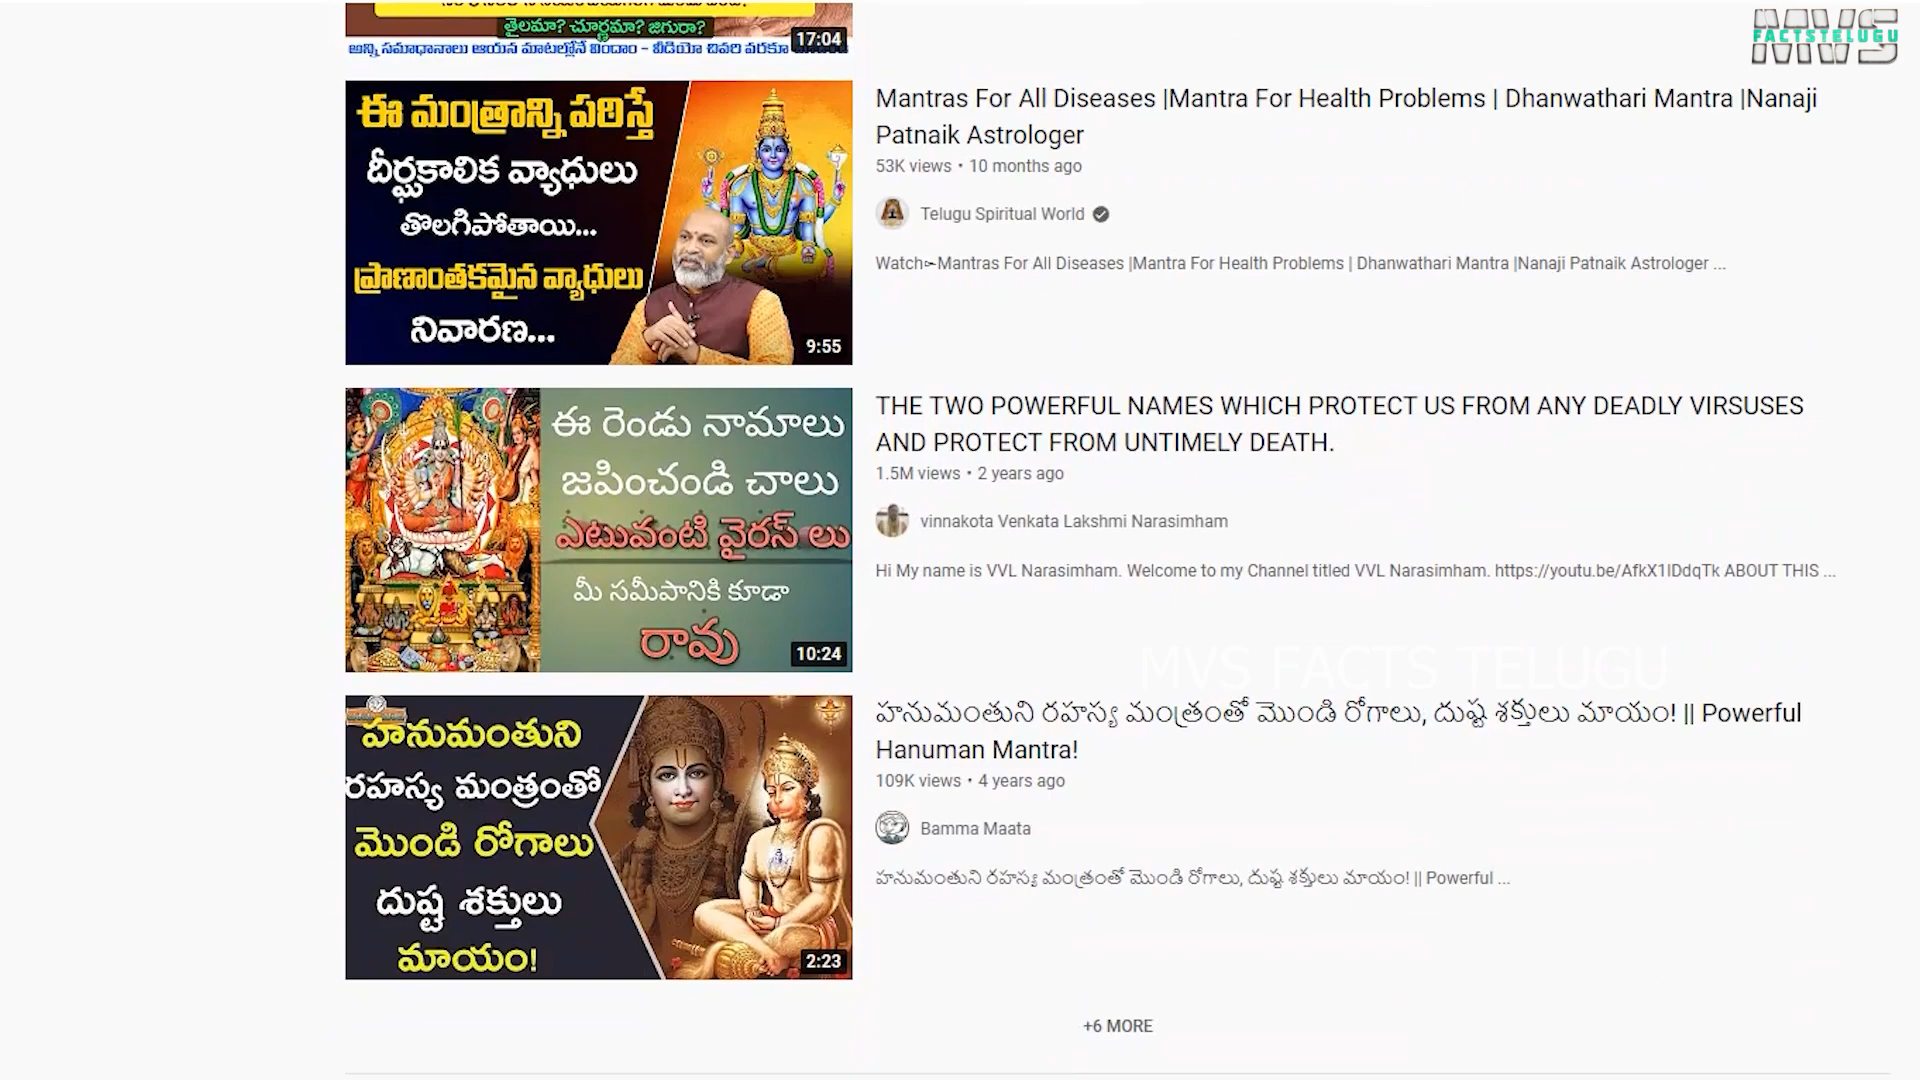 తైలమా? చూర్ణమా? జిగురా?
అన్ని సమాధానాలు ఆయన మాటల్లోనే విందాం - వీడియో చివరి వరకూ
17:04
MVS
FACTSTELUGU
ఈ మంత్రాన్ని పఠిస్తే
దీర్ఘకాలిక వ్యాధులు
తొలగిపోతాయి...
ప్రాణాంతకమైన వ్యాధులు
నివారణ...
9:55
Mantras For All Diseases |Mantra For Health Problems | Dhanwathari Mantra |Nanaji
Patnaik Astrologer
53K views • 10 months ago
Telugu Spiritual World
Watch➛Mantras For All Diseases |Mantra For Health Problems | Dhanwathari Mantra |Nanaji Patnaik Astrologer ...
ఈ రెండు నామాలు
జపించండి చాలు
ఎటువంటి వైరస్ లు
మీ సమీపానికి కూడా
రావు
10:24
THE TWO POWERFUL NAMES WHICH PROTECT US FROM ANY DEADLY VIRSUSES
AND PROTECT FROM UNTIMELY DEATH.
1.5M views • 2 years ago
vinnakota Venkata Lakshmi Narasimham
Hi My name is VVL Narasimham. Welcome to my Channel titled VVL Narasimham. https://youtu.be/AfkX1IDdqTk ABOUT THIS ...
MVS FACTS TELUGU
హనుమంతుని
రహస్య మంత్రంతో
మొండి రోగాలు
దుష్ట శక్తులు
మాయం!
2:23
హనుమంతుని రహస్య మంత్రంతో మొండి రోగాలు, దుష్ట శక్తులు మాయం! || Powerful
Hanuman Mantra!
109K views • 4 years ago
Bamma Maata
హనుమంతుని రహస్య మంత్రంతో మొండి రోగాలు, దుష్ట శక్తులు మాయం! || Powerful ...
+6 MORE